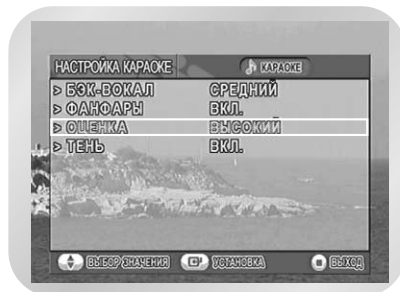 НАСТРОЙКА КАРАОКЕ КАРАОКЕ
> БЭК-ВОКАЛ СРЕДНИЙ
> ФАНФАРЫ ВКЛ.
> ОЦЕНКА ВЫСОКИЙ
> ТЕНЬ ВКЛ.
ВЫБОР ЗНАЧЕНИЯ УСТАНОВКА ВЫХОД